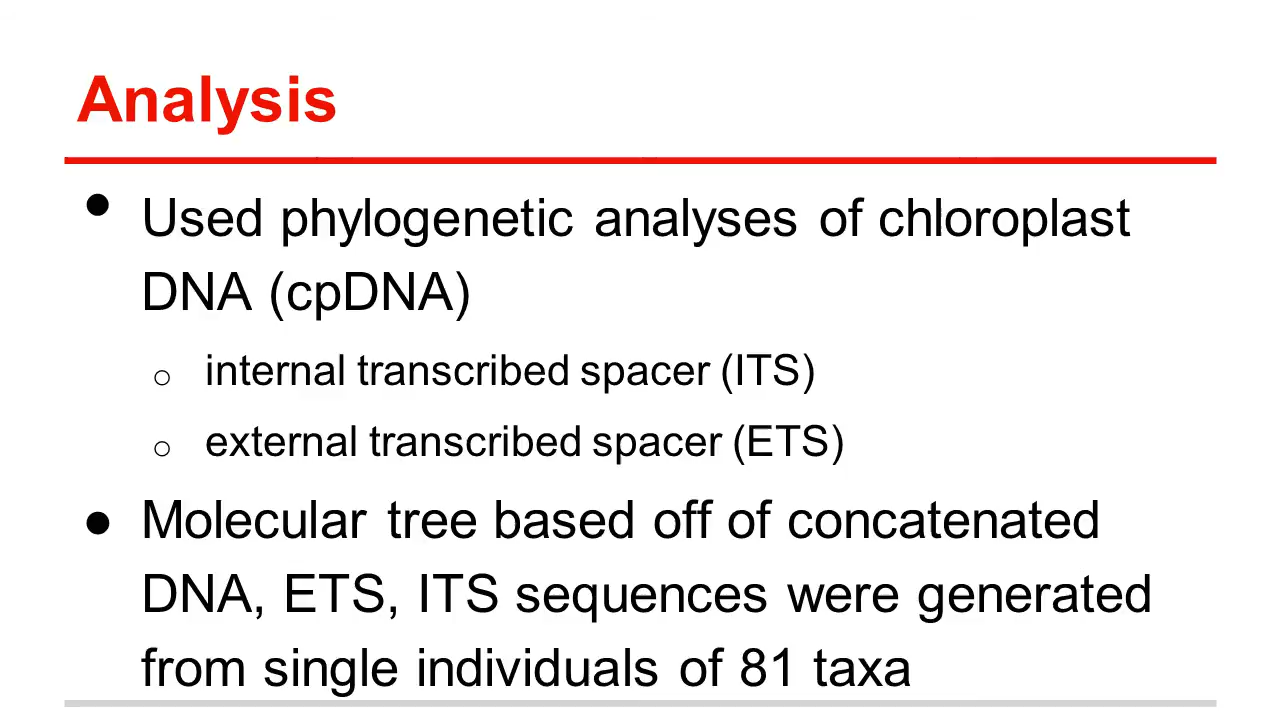 Analysis
• Used phylogenetic analyses of chloroplast
DNA (cpDNA)
o internal transcribed spacer (ITS)
o external transcribed spacer (ETS)
● Molecular tree based off of concatenated
DNA, ETS, ITS sequences were generated
from single individuals of 81 taxa